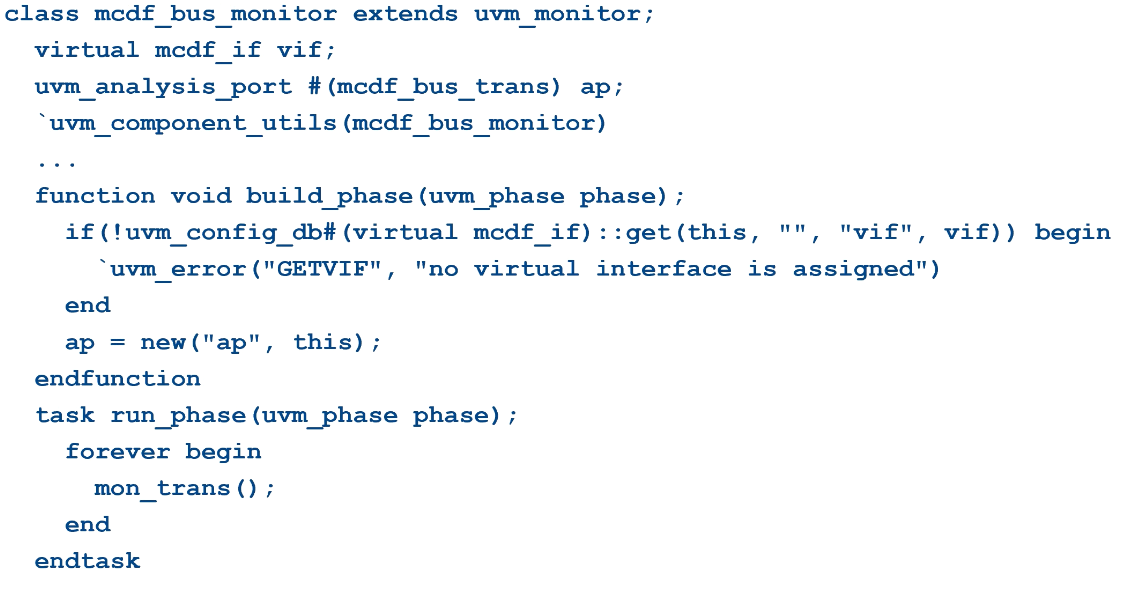 class mcdf_bus_monitor extends uvm_monitor;
  virtual mcdf_if vif;
  uvm_analysis_port #(mcdf_bus_trans) ap;
  `uvm_component_utils(mcdf_bus_monitor)
  ...
  function void build_phase(uvm_phase phase);
    if(!uvm_config_db#(virtual mcdf_if)::get(this, "", "vif", vif)) begin
      `uvm_error("GETVIF", "no virtual interface is assigned")
    end
    ap = new("ap", this);
  endfunction
  task run_phase(uvm_phase phase);
    forever begin
      mon_trans();
    end
  endtask